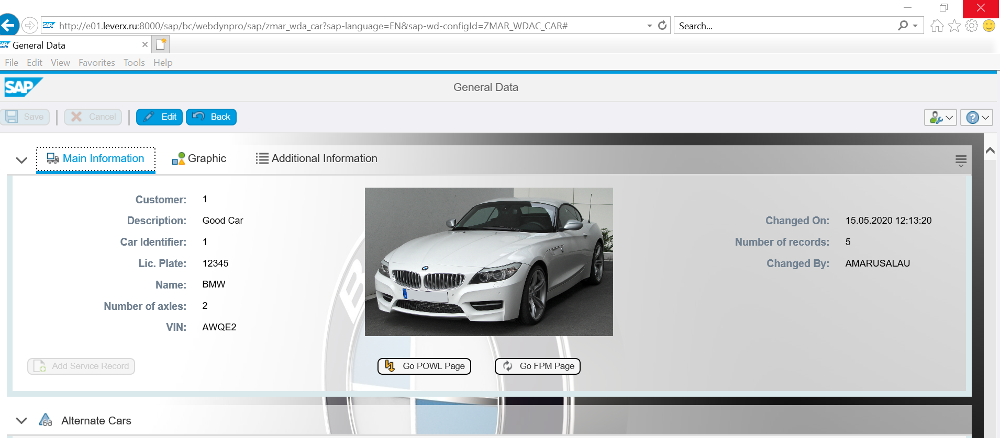 SAP http://e01.leverx.ru:8000/sap/bc/webdynpro/sap/zmar_wda_car?sap-language=EN&sap-wd-configId=ZMAR_WDAC_CAR#
Search...
SAP General Data
File Edit View Favorites Tools Help
SAP
General Data
Save Cancel Edit Back
Main Information Graphic Additional Information
Customer: 1
Description: Good Car
Car Identifier: 1
Lic. Plate: 12345
Name: BMW
Number of axles: 2
VIN: AWQE2
Changed On: 15.05.2020 12:13:20
Number of records: 5
Changed By: AMARUSALAU
B
Add Service Record Go POWL Page Go FPM Page
Alternate Cars